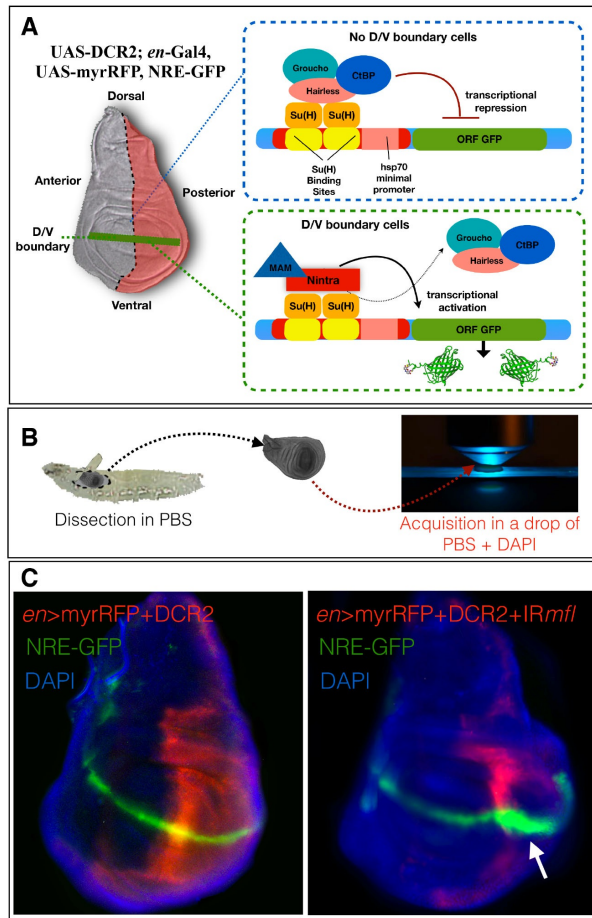 A
UAS-DCR2; en-Gal4,
UAS-myrRFP, NRE-GFP
Dorsal
Anterior
Posterior
D/V
boundary
Ventral
No D/V boundary cells
Groucho
CtBP
Hairless
Su(H)
Su(H)
transcriptional
repression
ORF GFP
Su(H)
Binding
Sites
hsp70
minimal
promoter
D/V boundary cells
MAM
Nintra
Su(H)
Su(H)
Groucho
CtBP
Hairless
transcriptional
activation
ORF GFP
B
Dissection in PBS
Acquisition in a drop of
PBS + DAPI
C
en>myrRFP+DCR2
NRE-GFP
DAPI
en>myrRFP+DCR2+IRmfl
NRE-GFP
DAPI